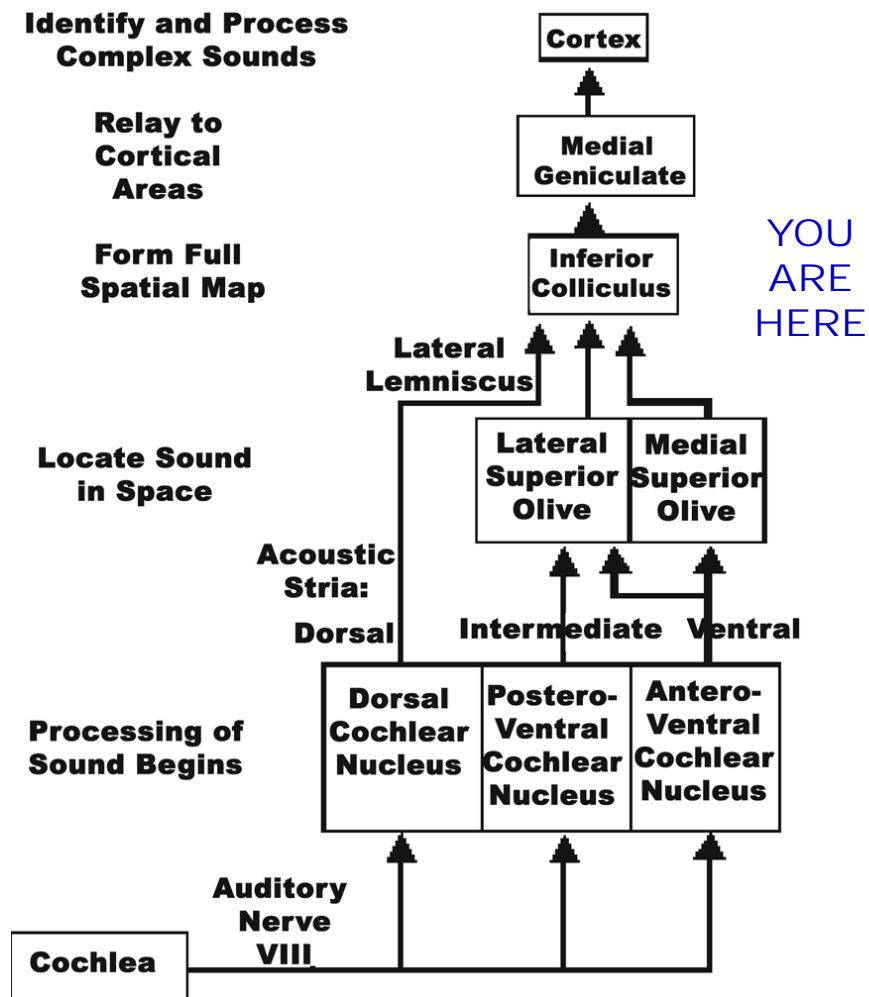 Identify and Process
Complex Sounds
Cortex
Relay to
Cortical
Areas
Medial
Geniculate
Form Full
Spatial Map
Inferior
Colliculus
YOU
ARE
HERE
Lateral
Lemniscus
Locate Sound
in Space
Lateral
Superior
Olive
Medial
Superior
Olive
Acoustic
Stria:
Dorsal
Intermediate
Ventral
Processing of
Sound Begins
Dorsal
Cochlear
Nucleus
Postero-
Ventral
Cochlear
Nucleus
Antero-
Ventral
Cochlear
Nucleus
Auditory
Nerve
VIII
Cochlea